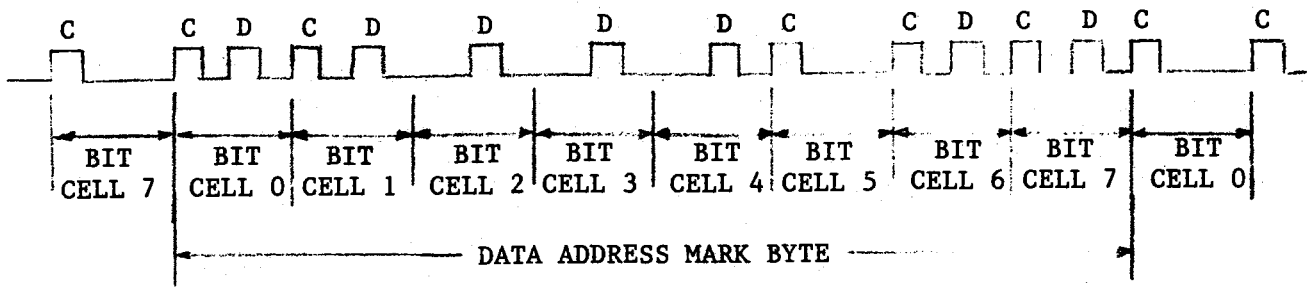 C C D C D D D D C C D C D C C
BIT BIT BIT BIT BIT BIT BIT BIT BIT BIT
CELL 7 CELL 0 CELL 1 CELL 2 CELL 3 CELL 4 CELL 5 CELL 6 CELL 7 CELL 0
DATA ADDRESS MARK BYTE